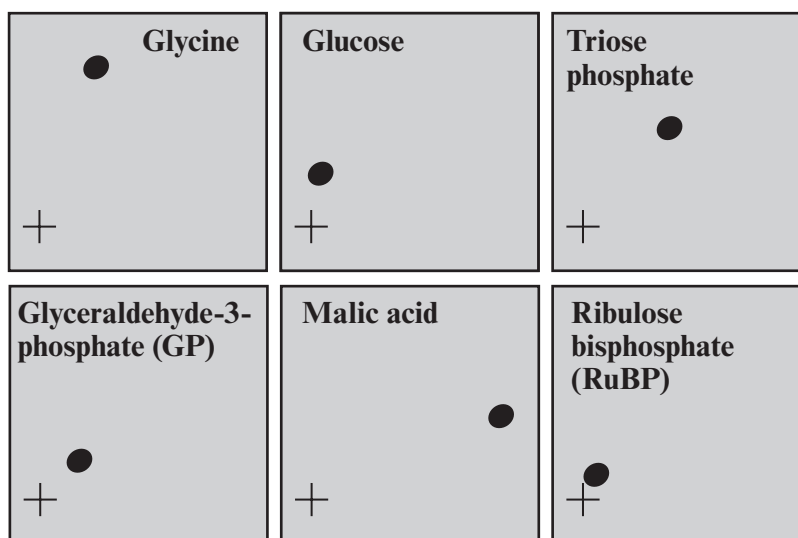 Glycine
Glucose
Triose
phosphate
Glyceraldehyde-3-
phosphate (GP)
Malic acid
Ribulose
bisphosphate
(RuBP)